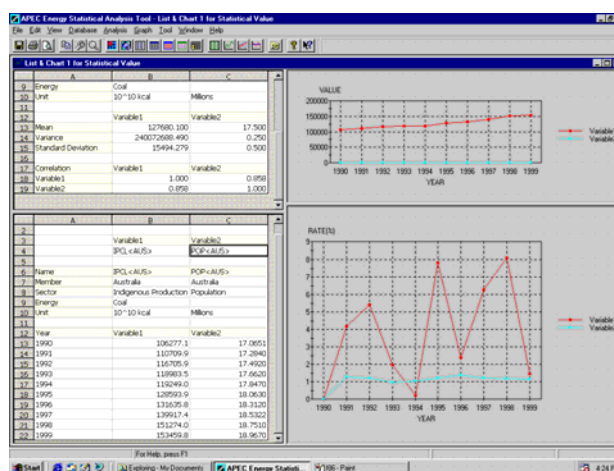 APEC Energy Statistical Analysis Tool - List & Chart 1 for Statistical Value
File Edit View Database Analysis Graph Tool Window Help
List & Chart 1 for Statistical Value
A B C
9 Energy Coal
10 Unit 10^10 kcal Millions
11
12 Variable1 Variable2
13 Mean 127680.100 17.500
14 Variance 240072688.490 0.250
15 Standard Deviation 15494.279 0.500
16
17 Correlation Variable1 Variable2
18 Variable1 1.000 0.858
19 Variable2 0.858 1.000
VALUE
200000
150000
100000
50000
0
1990 1991 1992 1993 1994 1995 1996 1997 1998 1999
YEAR
Variable
Variable
A B C
2
3 Variable1 Variable2
4 IPCL<AUS> POP<AUS>
5
6 Name IPCL<AUS> POP<AUS>
7 Member Australia Australia
8 Sector Indigenous Production Population
9 Energy Coal
10 Unit 10^10 kcal Millions
11
12 Year Variable1 Variable2
13 1990 106277.1 17.0651
14 1991 110709.9 17.2840
15 1992 116705.9 17.4920
16 1993 118983.5 17.6620
17 1994 119249.0 17.8470
18 1995 128593.9 18.0630
19 1996 131635.8 18.3120
20 1997 139917.4 18.5322
21 1998 151274.0 18.7510
22 1999 153459.8 18.9670
RATE(%)
9
8
7
6
5
4
3
2
1
0
1990 1991 1992 1993 1994 1995 1996 1997 1998 1999
YEAR
Variable
Variable
For Help, press F1
Start Exploring - My Documents APEC Energy Statisti... - Paint